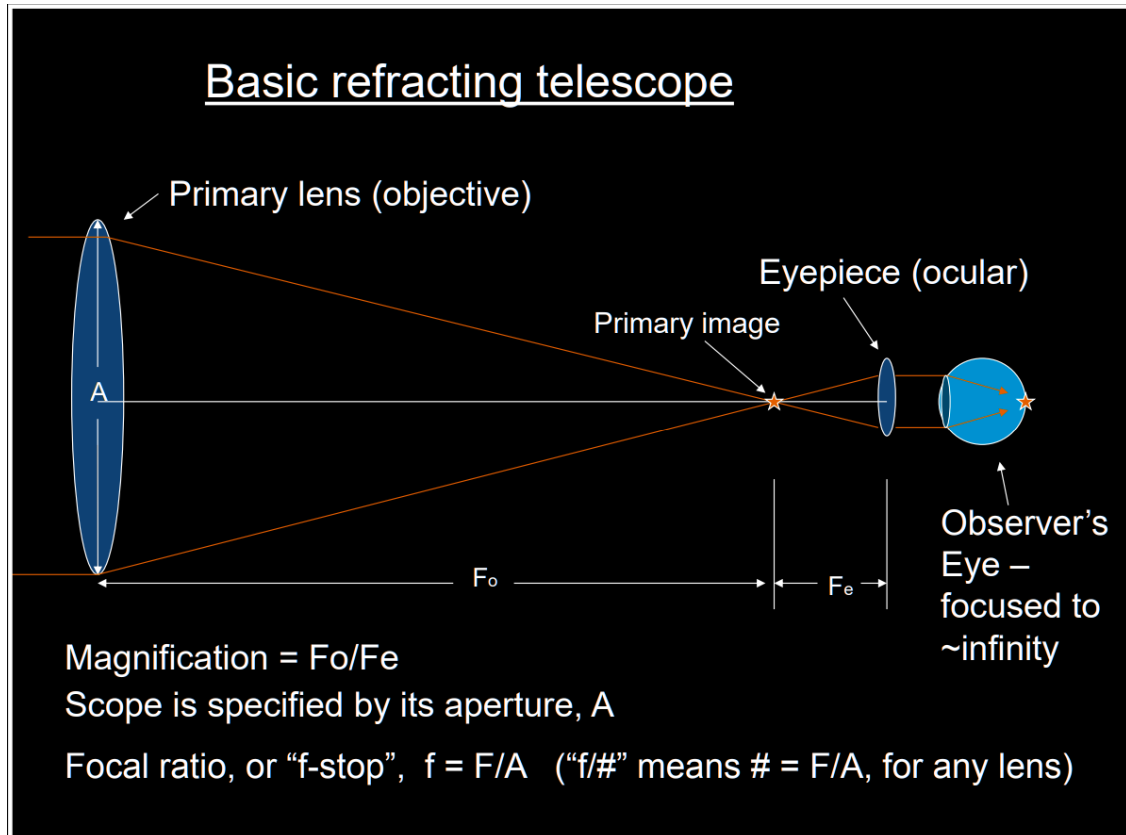 Basic refracting telescope
Primary lens (objective)
Eyepiece (ocular)
Primary image
A
Observer’s
Eye –
focused to
~infinity
Fo
Fe
Magnification = Fo/Fe
Scope is specified by its aperture, A
Focal ratio, or “f-stop”, f = F/A (“f/#” means # = F/A, for any lens)